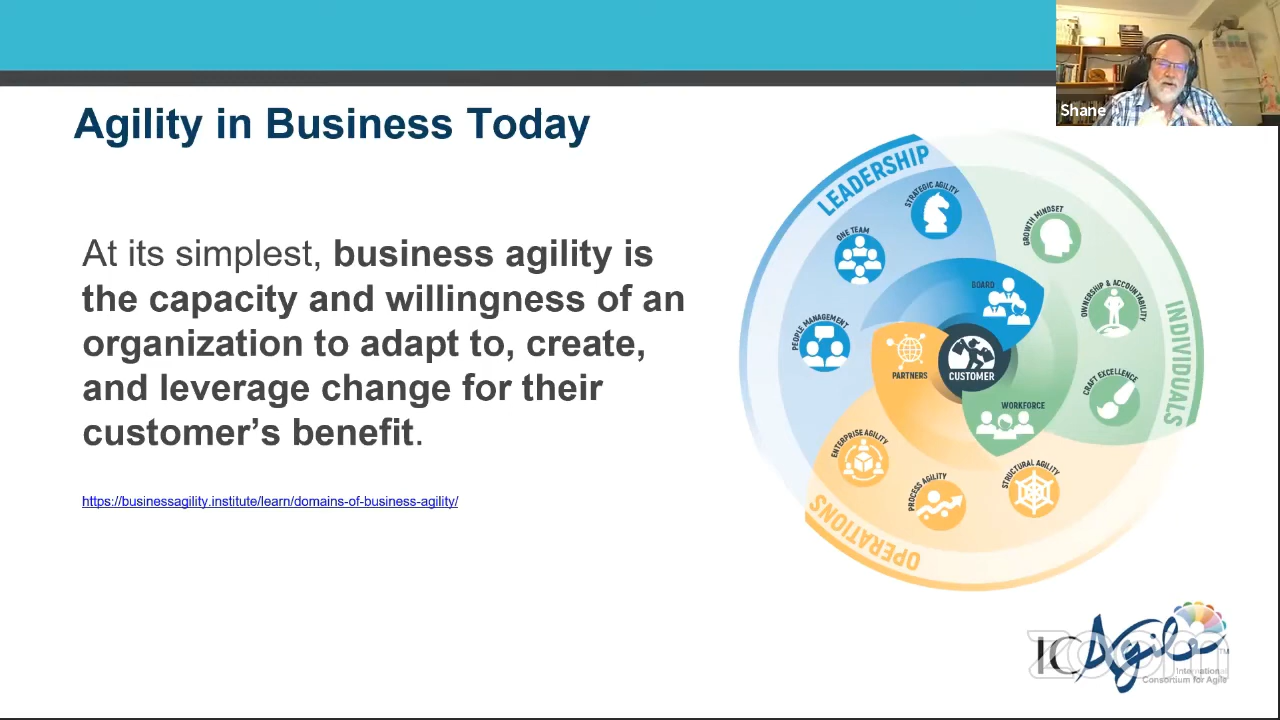 Shane
Agility in Business Today
At its simplest, business agility is
the capacity and willingness of an
organization to adapt to, create,
and leverage change for their
customer’s benefit.
https://businessagility.institute/learn/domains-of-business-agility/
LEADERSHIP
STRATEGIC AGILITY
ONE TEAM
PEOPLE MANAGEMENT
GROWTH MINDSET
OWNERSHIP & ACCOUNTABILITY
CRAFT EXCELLENCE
INDIVIDUALS
BOARD
PARTNERS
CUSTOMER
WORKFORCE
ENTERPRISE AGILITY
PROCESS AGILITY
STRUCTURAL AGILITY
OPERATIONS
ICAgile
TM
International
Consortium for Agile
zoom